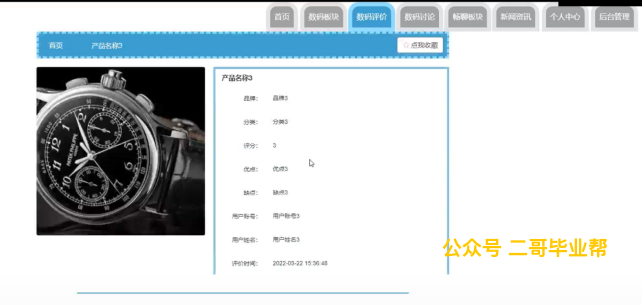 首页 数码板块 数码评价 数码讨论 畅聊板块 新闻资讯 个人中心 后台管理
首页 产品名称3 ☆ 点我收藏
产品名称3
品牌： 品牌3
分类： 分类3
评分： 3
优点： 优点3
缺点： 缺点3
用户账号： 用户账号3
用户姓名： 用户姓名3
评价时间： 2022-03-22 15:36:48
公众号 二哥毕业帮